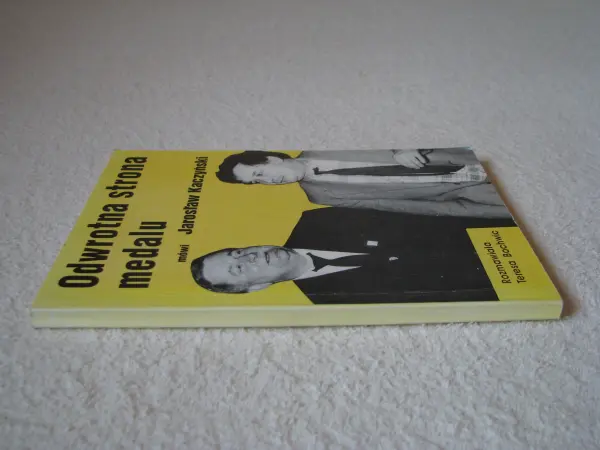 Odwrotna strona
medalu
mówi Jarosław Kaczyński
Rozmawiała
Teresa Bochwic